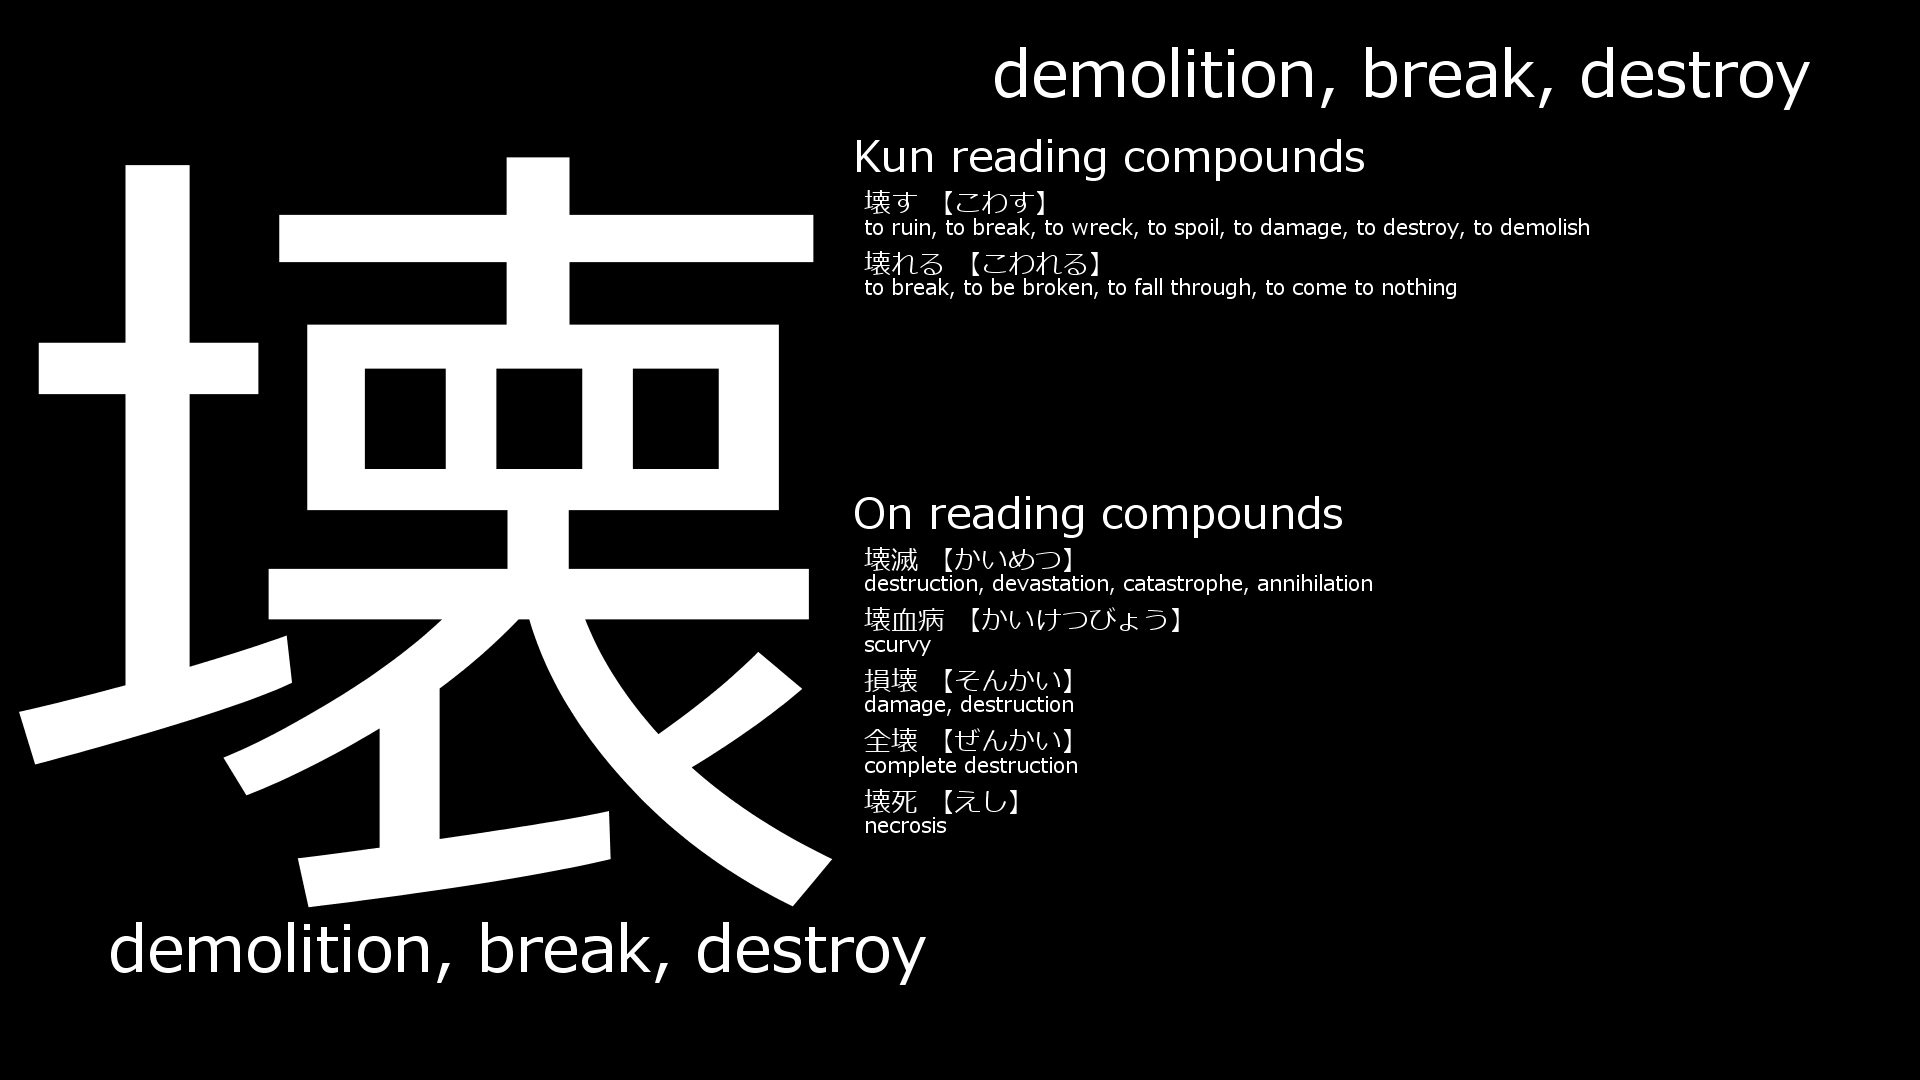 壊
demolition, break, destroy
demolition, break, destroy
Kun reading compounds
壊す 【こわす】
to ruin, to break, to wreck, to spoil, to damage, to destroy, to demolish
壊れる 【こわれる】
to break, to be broken, to fall through, to come to nothing
On reading compounds
壊滅 【かいめつ】
destruction, devastation, catastrophe, annihilation
壊血病 【かいけつびょう】
scurvy
損壊 【そんかい】
damage, destruction
全壊 【ぜんかい】
complete destruction
壊死 【えし】
necrosis